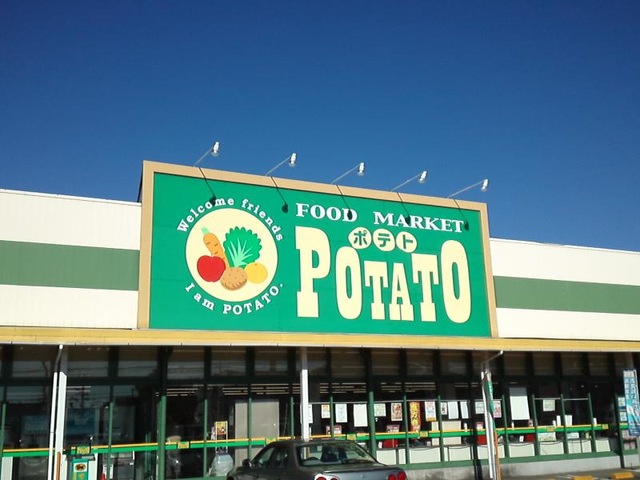 Welcome friends
I am POTATO.
FOOD MARKET
ポテト
POTATO